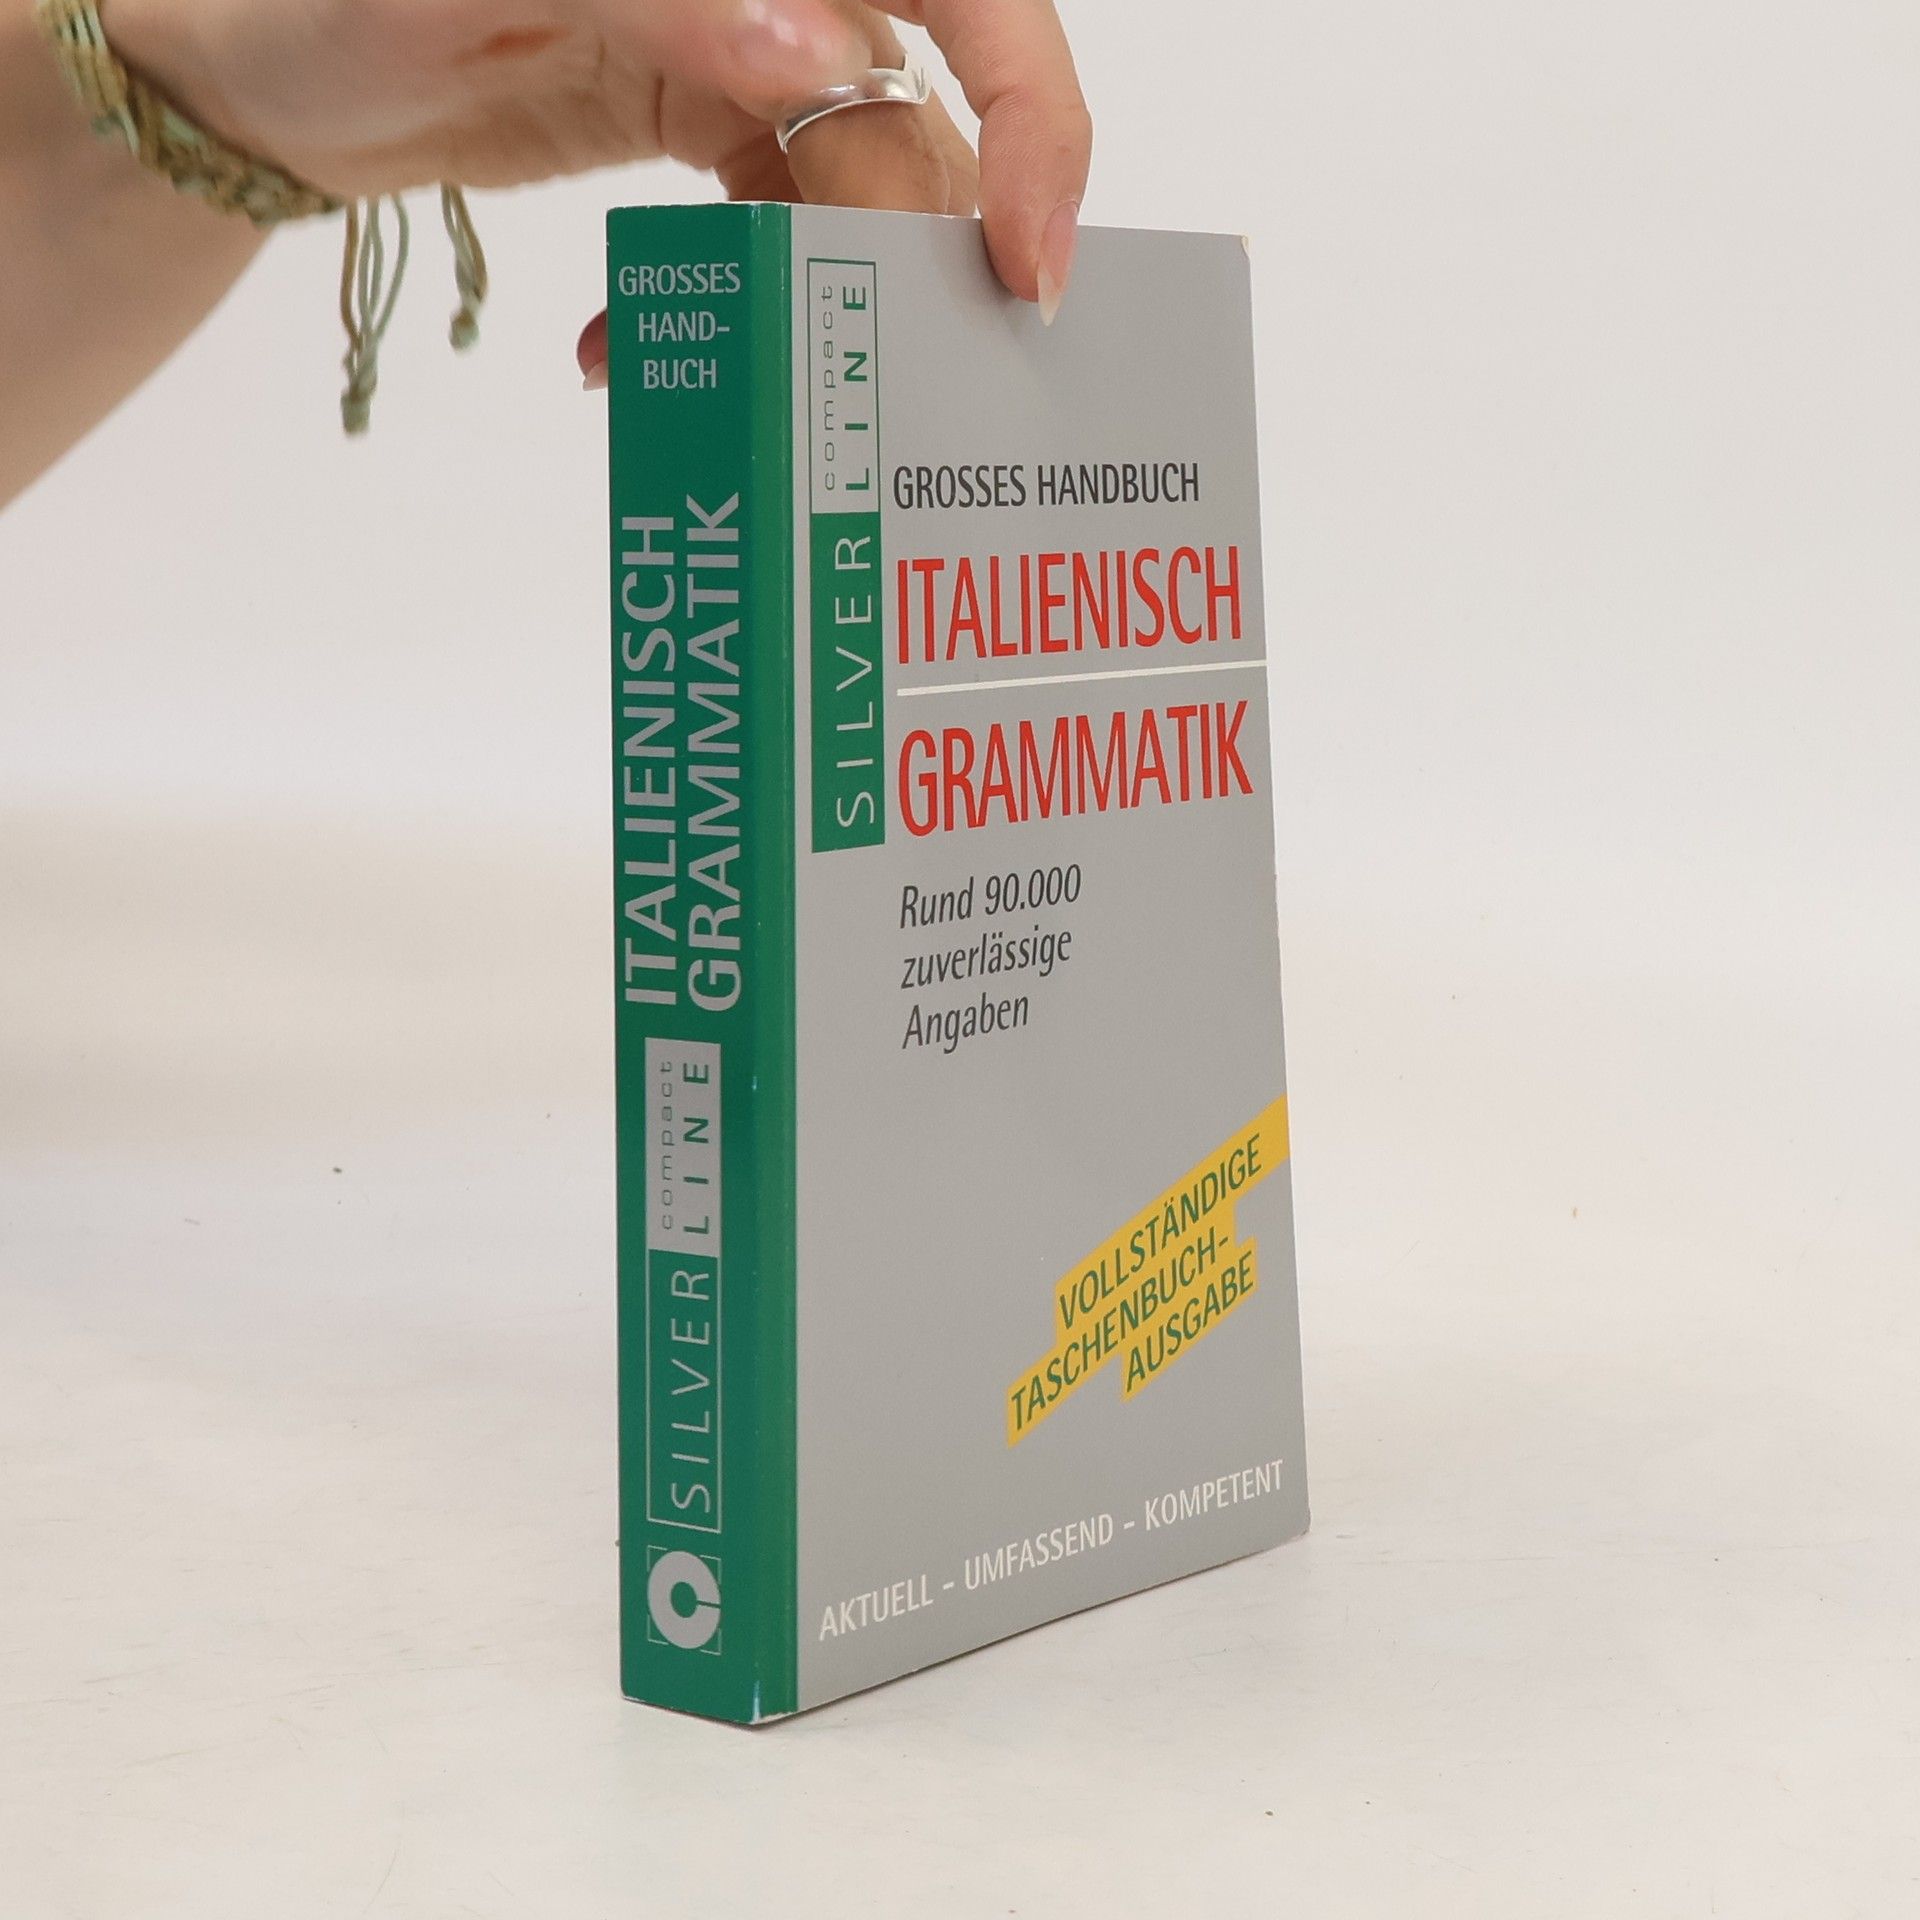 GROSSES
HAND-
BUCH
ITALIENISCH
GRAMMATIK
compact
SILVER LINE
compact
SILVER LINE
GROSSES HANDBUCH
ITALIENISCH
GRAMMATIK
Rund 90.000
zuverlässige
Angaben
VOLLSTÄNDIGE
TASCHENBUCH-
AUSGABE
AKTUELL - UMFASSEND - KOMPETENT